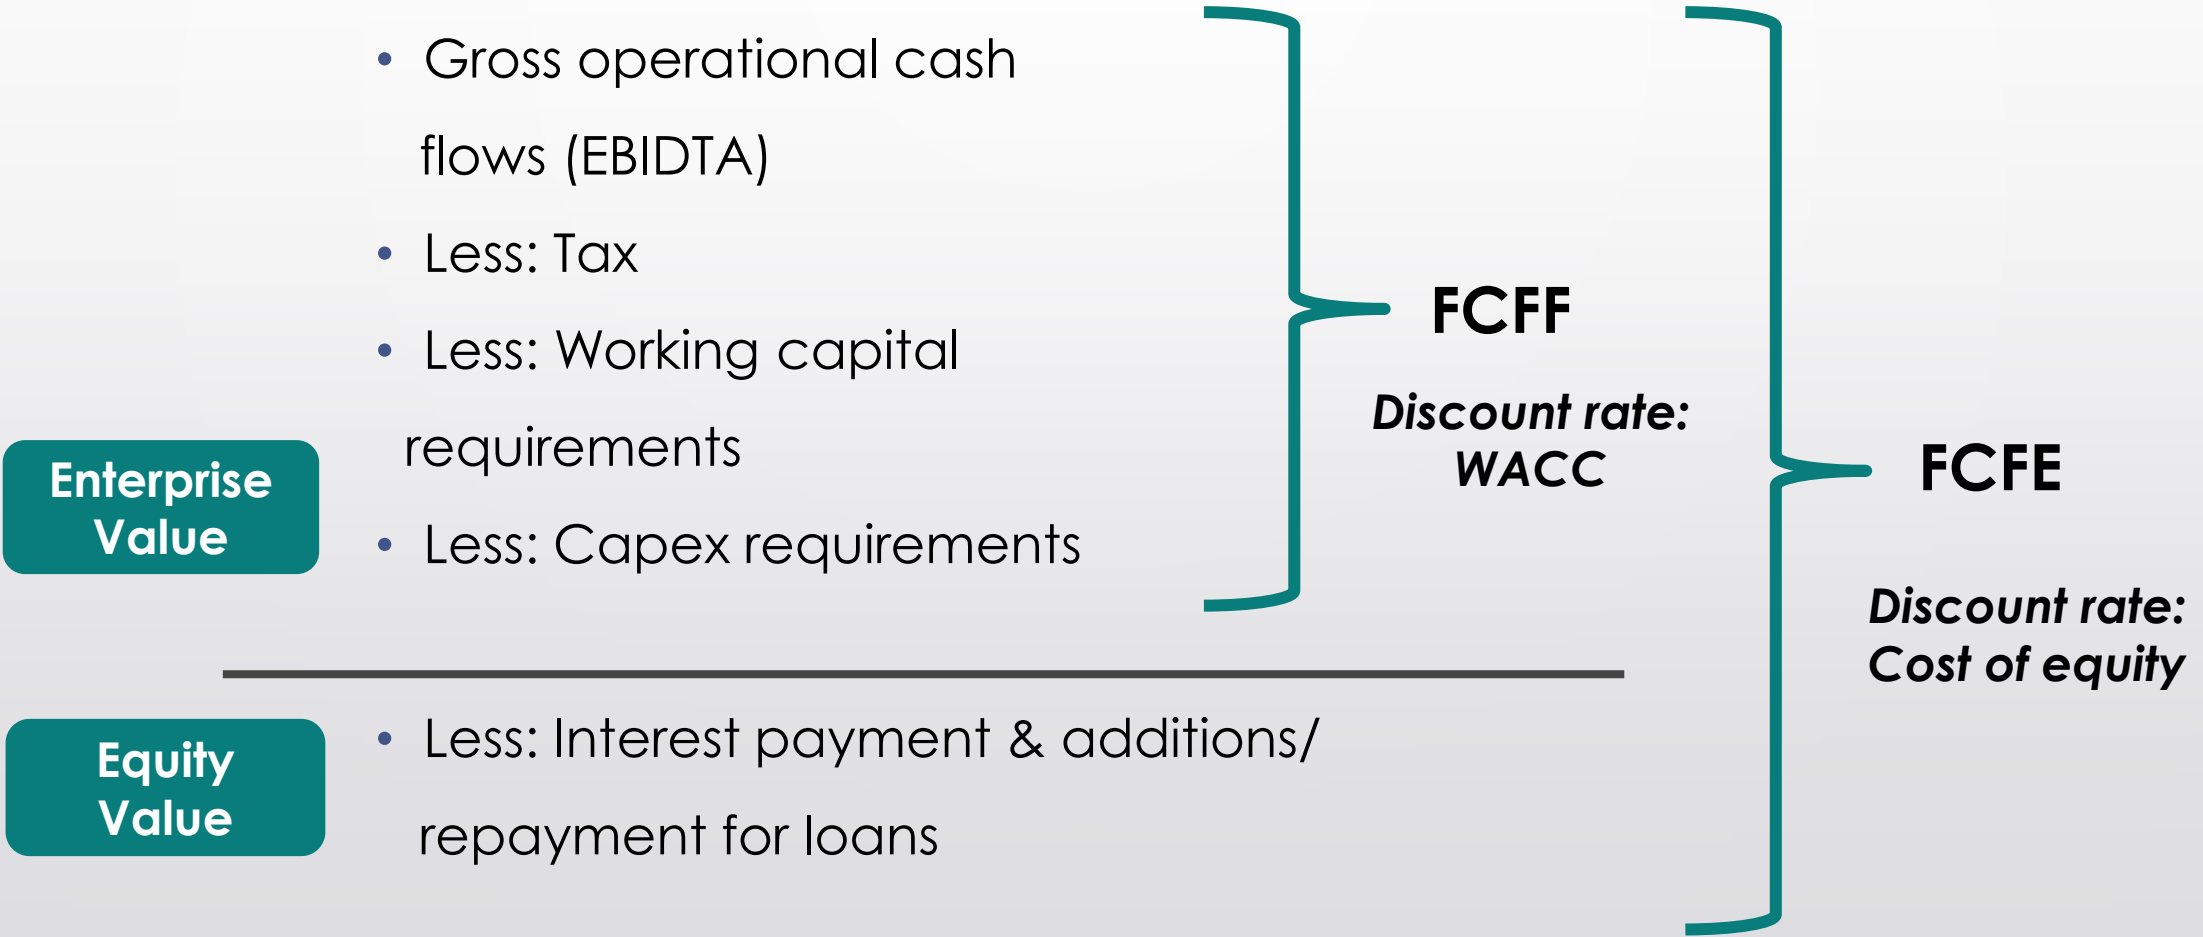 • Gross operational cash
flows (EBIDTA)
• Less: Tax
• Less: Working capital
requirements
• Less: Capex requirements
Enterprise
Value
FCFF
Discount rate:
WACC
FCFE
Discount rate:
Cost of equity
Equity
Value
• Less: Interest payment & additions/
repayment for loans